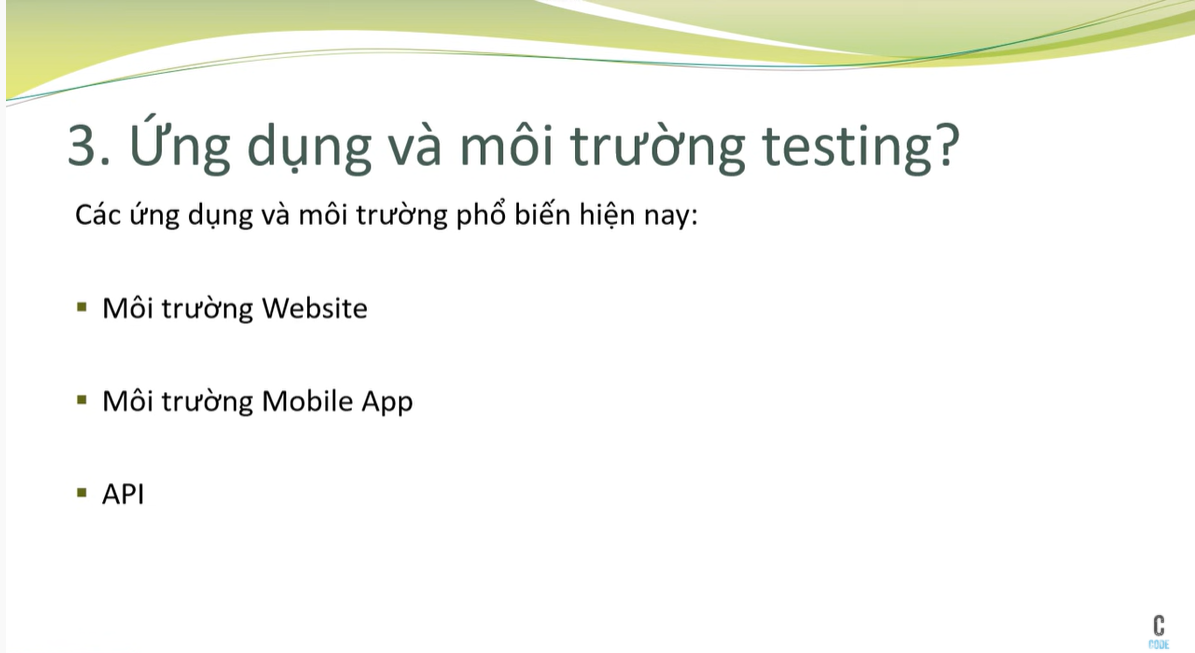 3. Ứng dụng và môi trường testing?
Các ứng dụng và môi trường phổ biến hiện nay:
Môi trường Website
Môi trường Mobile App
API
C
CODE